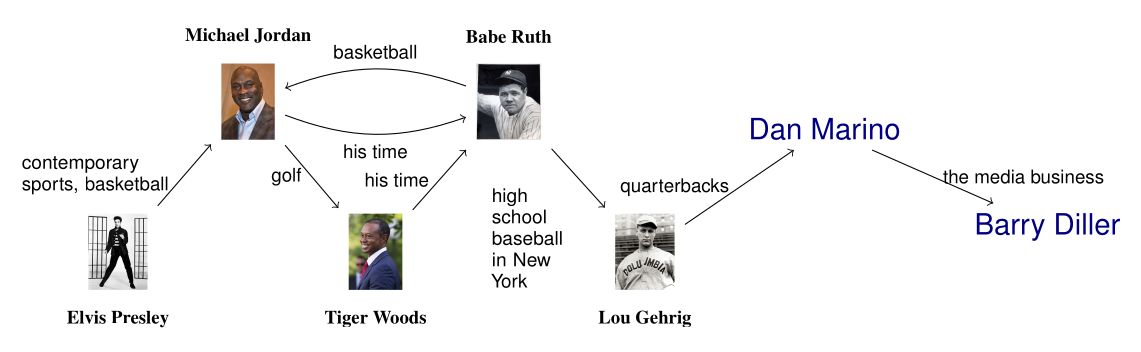 Michael Jordan
Babe Ruth
basketball
Dan Marino
his time
contemporary
sports, basketball
golf
his time
the media business
quarterbacks
high
school
baseball
in New
York
Barry Diller
COLUMBIA
Elvis Presley
Tiger Woods
Lou Gehrig